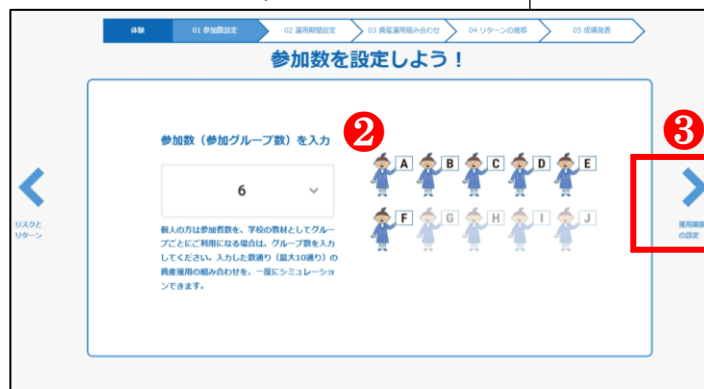 体験
01 参加数設定
02 運用期間設定
03 資産運用組み合わせ
04 リターンの推移
05 成績発表
参加数を設定しよう！
参加数（参加グループ数）を入力
2
3
6
A B C D E
F G H I J
個人の方は参加者数を、学校の教材としてグルー
プごとにご利用になる場合は、グループ数を入力
してください。入力した数通り（最大10通り）の
資産運用の組み合わせを、一度にシミュレーショ
ンできます。
リスクと
リターン
運用期間
の設定